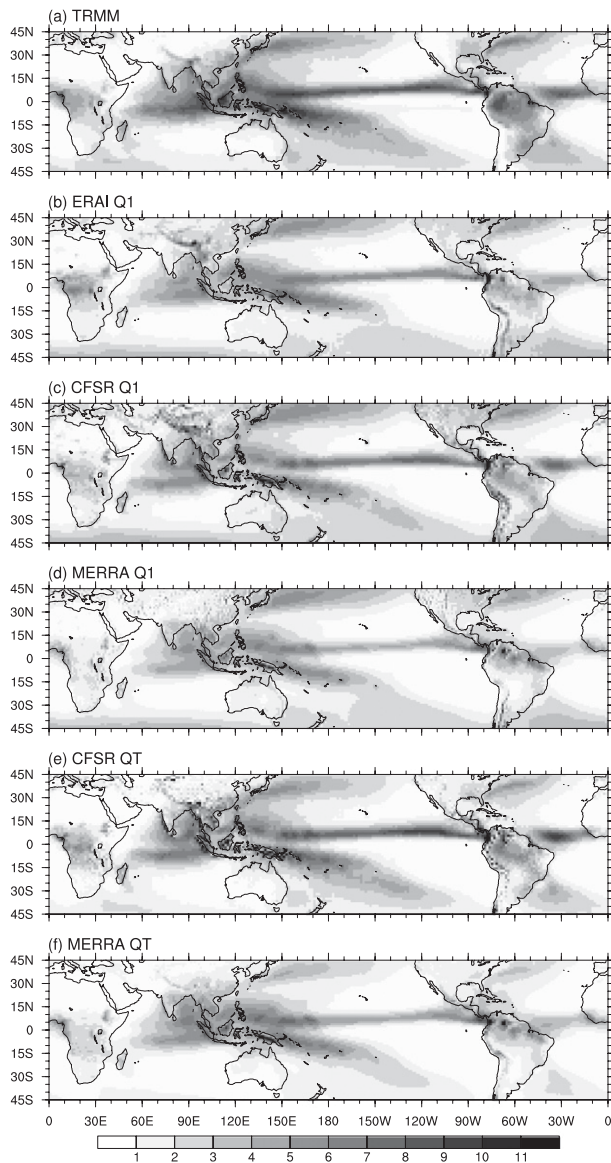 (a) TRMM
45N
30N
15N
0
15S
30S
45S
(b) ERAI Q1
45N
30N
15N
0
15S
30S
45S
(c) CFSR Q1
45N
30N
15N
0
15S
30S
45S
(d) MERRA Q1
45N
30N
15N
0
15S
30S
45S
(e) CFSR QT
45N
30N
15N
0
15S
30S
45S
(f) MERRA QT
45N
30N
15N
0
15S
30S
45S
0 30E 60E 90E 120E 150E 180 150W 120W 90W 60W 30W 0
1 2 3 4 5 6 7 8 9 10 11